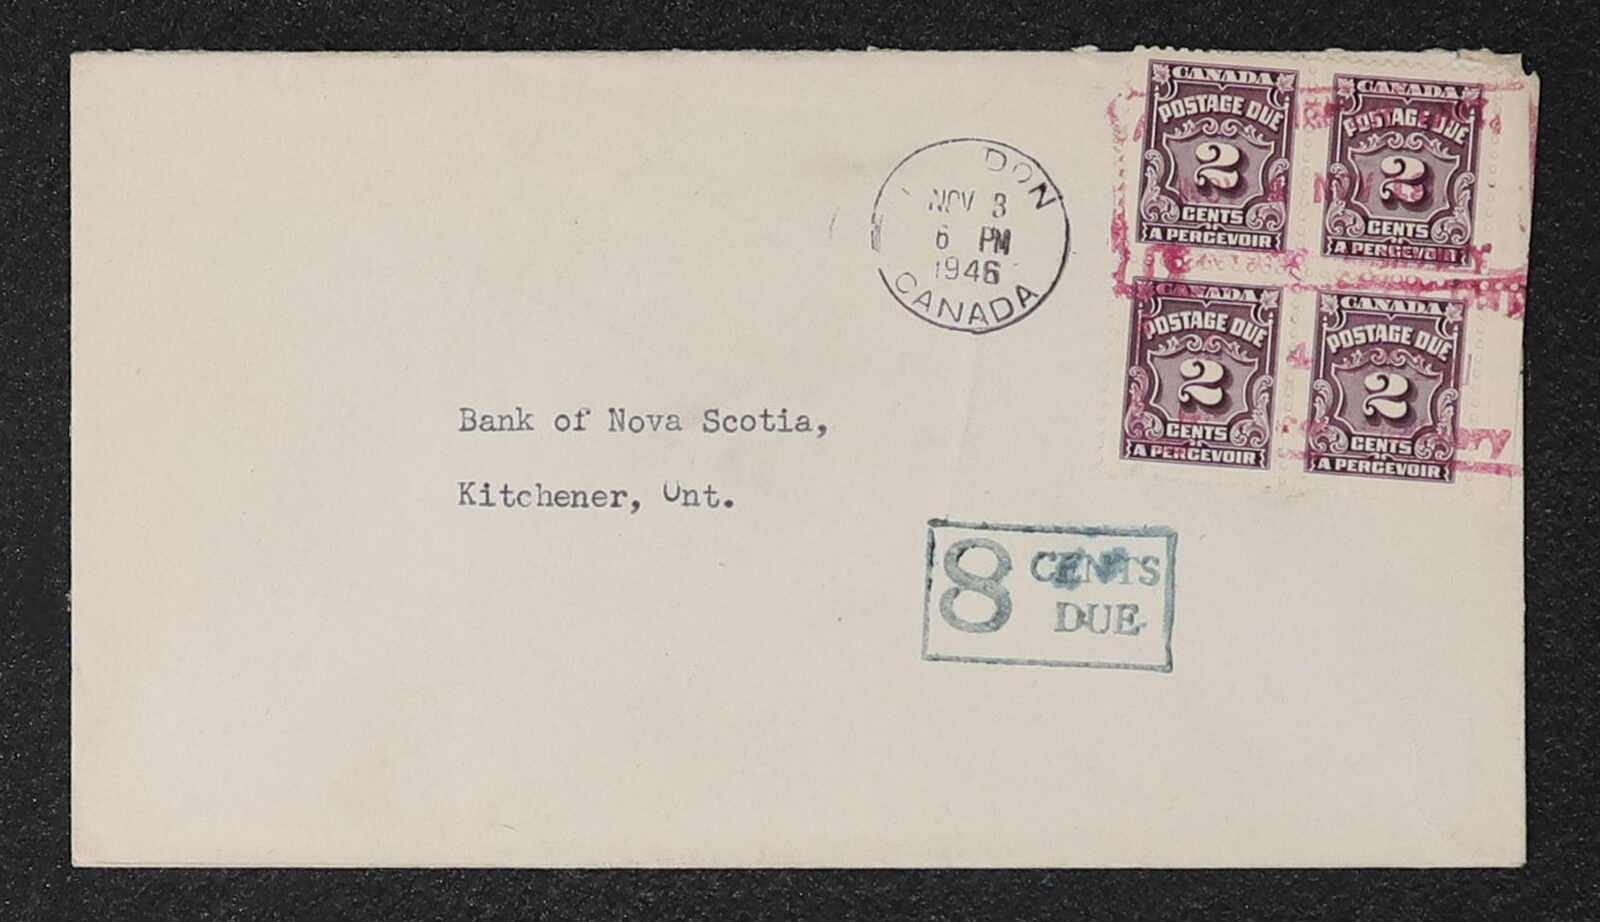 DON
NOV 3
6 PM
1946
CANADA
CANADA
POSTAGE DUE
2
CENTS
A PERCEVOIR
CANADA
POSTAGE DUE
2
CENTS
A PERCEVOIR
CANADA
POSTAGE DUE
2
CENTS
A PERCEVOIR
CANADA
POSTAGE DUE
2
CENTS
A PERCEVOIR
Bank of Nova Scotia,
Kitchener, Ont.
8 CENTS
DUE